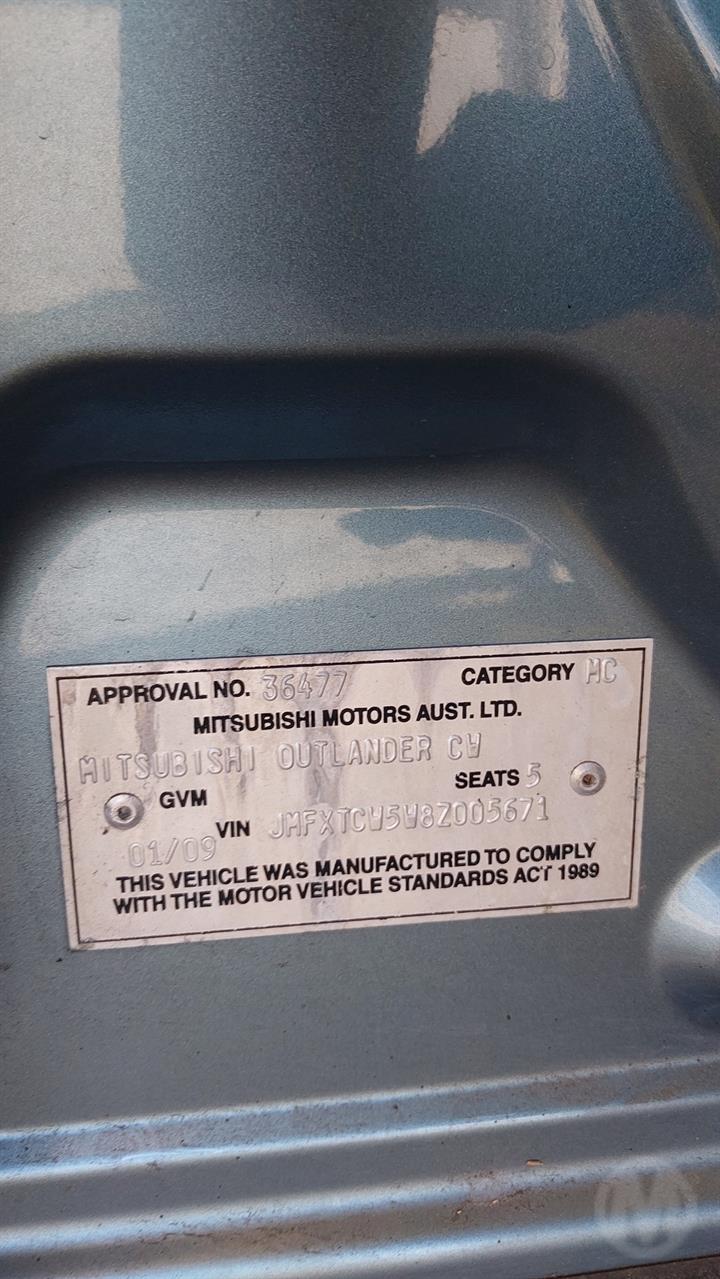 APPROVAL NO. 36477 CATEGORY MC
MITSUBISHI MOTORS AUST. LTD.
MITSUBISHI OUTLANDER CW
GVM SEATS 5
01/09 VIN JMFXTCW5W8Z005671
THIS VEHICLE WAS MANUFACTURED TO COMPLY
WITH THE MOTOR VEHICLE STANDARDS ACT 1989
M